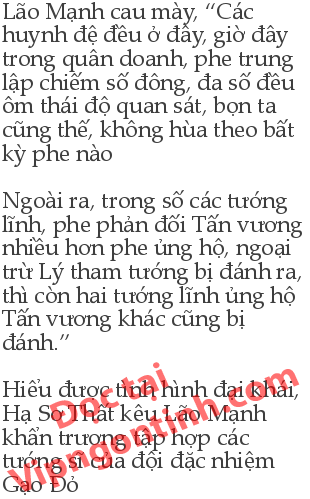 Lão Mạnh cau mày, “Các
huynh đệ đều ở đây, giờ đây
trong quân doanh, phe trung
lập chiếm số đông, đa số đều
ôm thái độ quan sát, bọn ta
cũng thế, không hùa theo bất
kỳ phe nào
Ngoài ra, trong số các tướng
lĩnh, phe phản đối Tấn vương
nhiều hơn phe ủng hộ, ngoại
trừ Lý tham tướng bị đánh ra,
thì còn hai tướng lĩnh ủng hộ
Tấn vương khác cũng bị
đánh.”
Hiểu được tình hình đại khái,
Hạ Sơ Thất kêu Lão Mạnh
khẩn trương tập hợp các
tướng sĩ của đội đặc nhiệm
Gạo Đỏ
Đọc tại
Vipngontinh.com